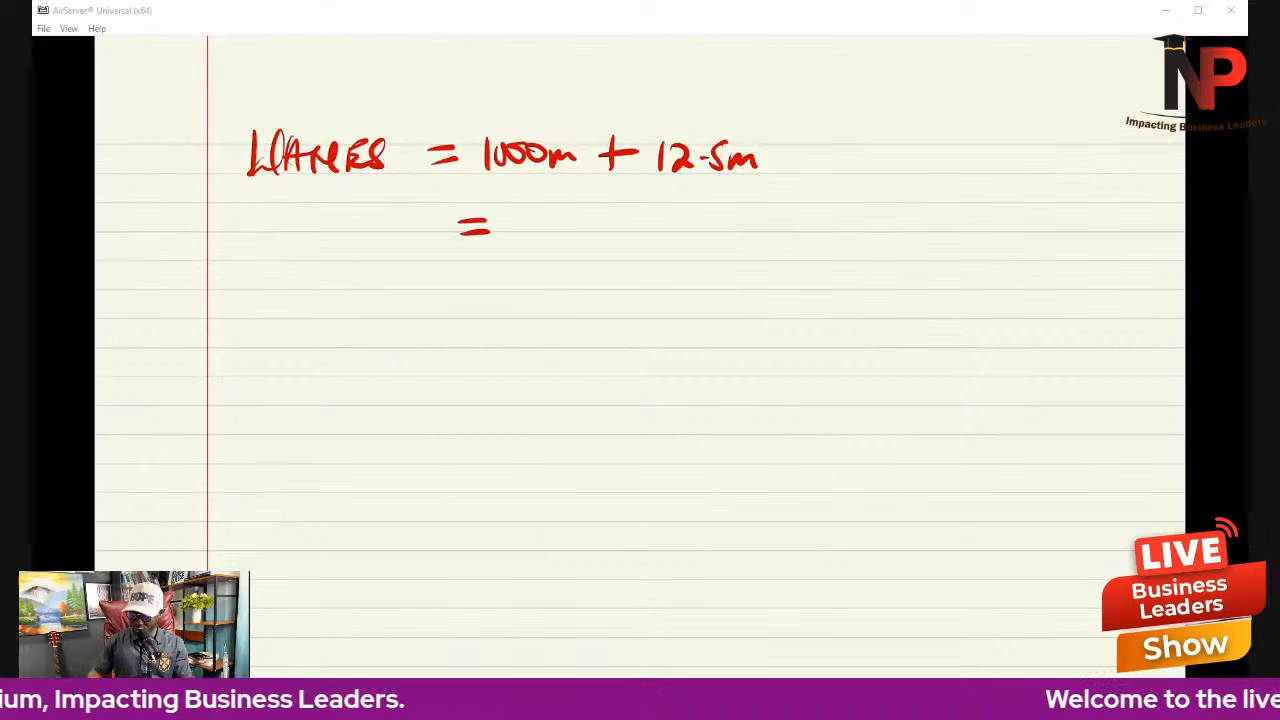 AirServer® Universal (x64)
File View Help
NP
Impacting Business Leaders
= 1000m + 12.5m
=
LIVE
Business
Leaders
Show
ium, Impacting Business Leaders.
Welcome to the live